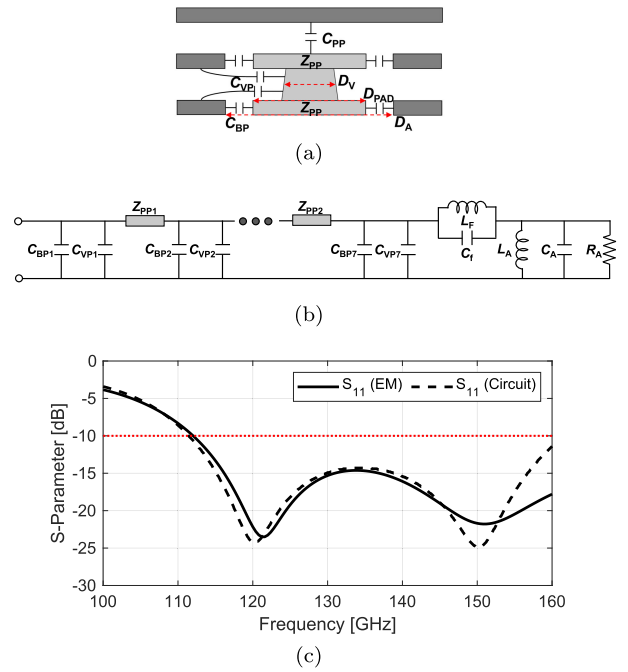 C_PP
Z_PP
C_VP
D_V
D_PAD
Z_PP
C_BP
D_A
(a)
Z_PP1
Z_PP2
L_F
C_f
C_BP1
C_VP1
C_BP2
C_VP2
C_BP7
C_VP7
L_A
C_A
R_A
(b)
S-Parameter [dB]
0
-5
-10
-15
-20
-25
-30
S_11 (EM)
S_11 (Circuit)
100
110
120
130
140
150
160
Frequency [GHz]
(c)